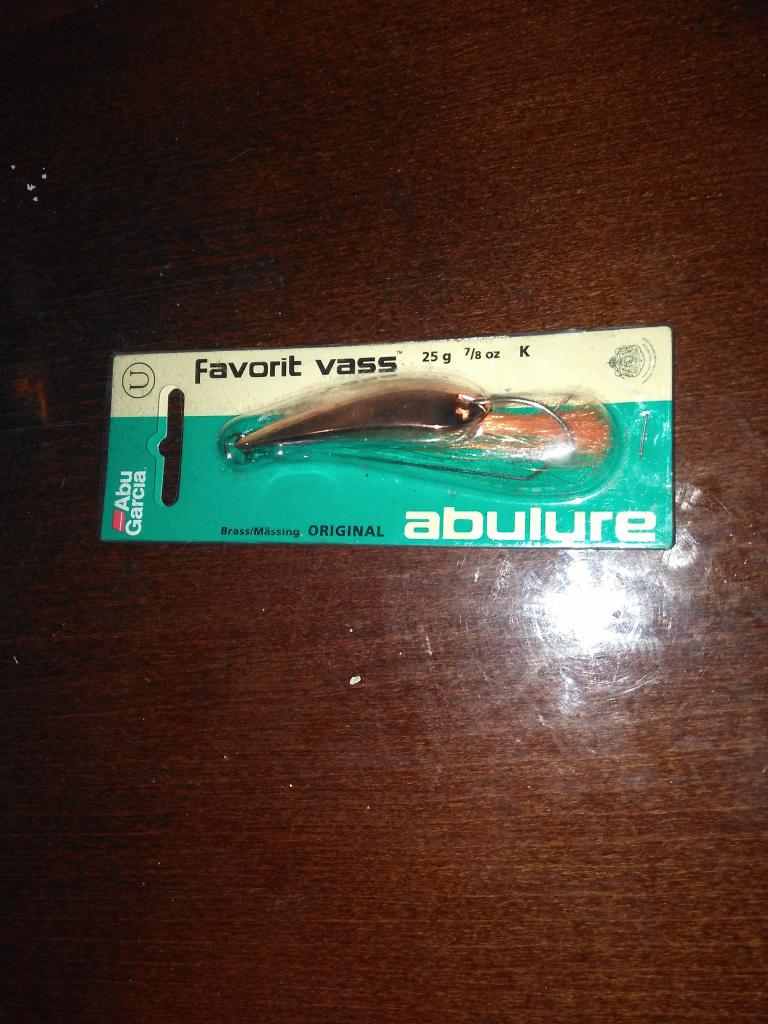 U
favorit vass™ 25 g 7/8 oz K
Abu
Garcia
Brass/Mässing ORIGINAL abulure